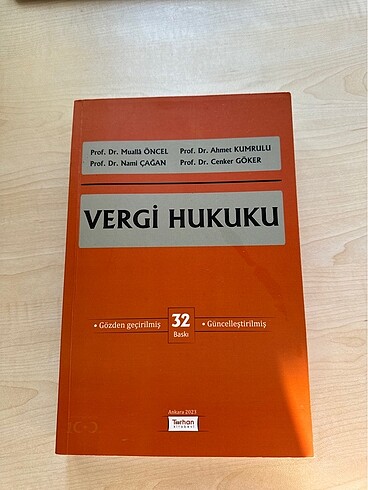 Prof. Dr. Mualla ÖNCEL Prof. Dr. Ahmet KUMRULU
Prof. Dr. Nami ÇAĞAN Prof. Dr. Cenker GÖKER
VERGİ HUKUKU
• Gözden geçirilmiş 32 Baskı • Güncelleştirilmiş
Ankara 2023
Turhan
kitabevi